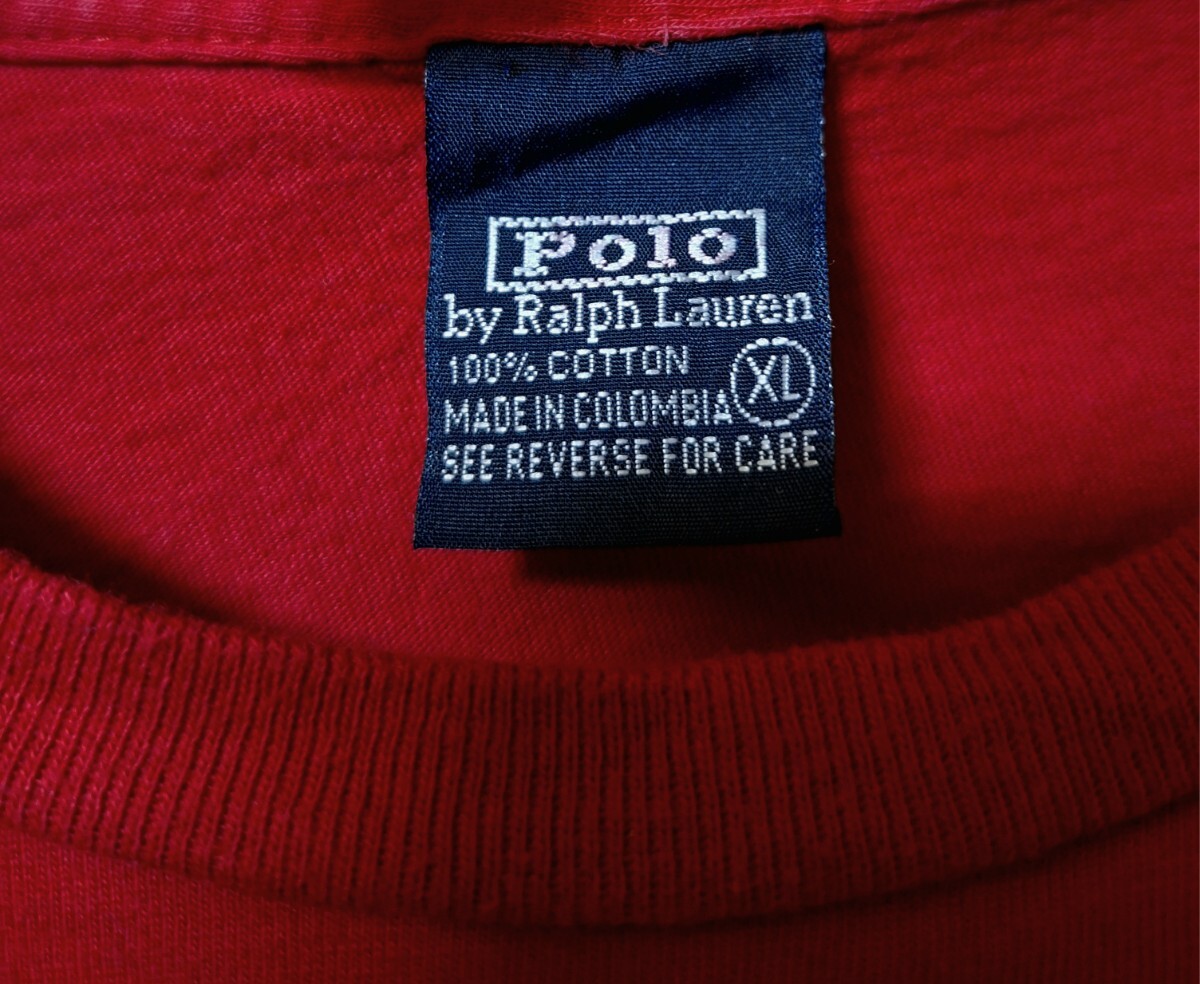 Polo
by Ralph Lauren
100% COTTON
XL
MADE IN COLOMBIA
SEE REVERSE FOR CARE